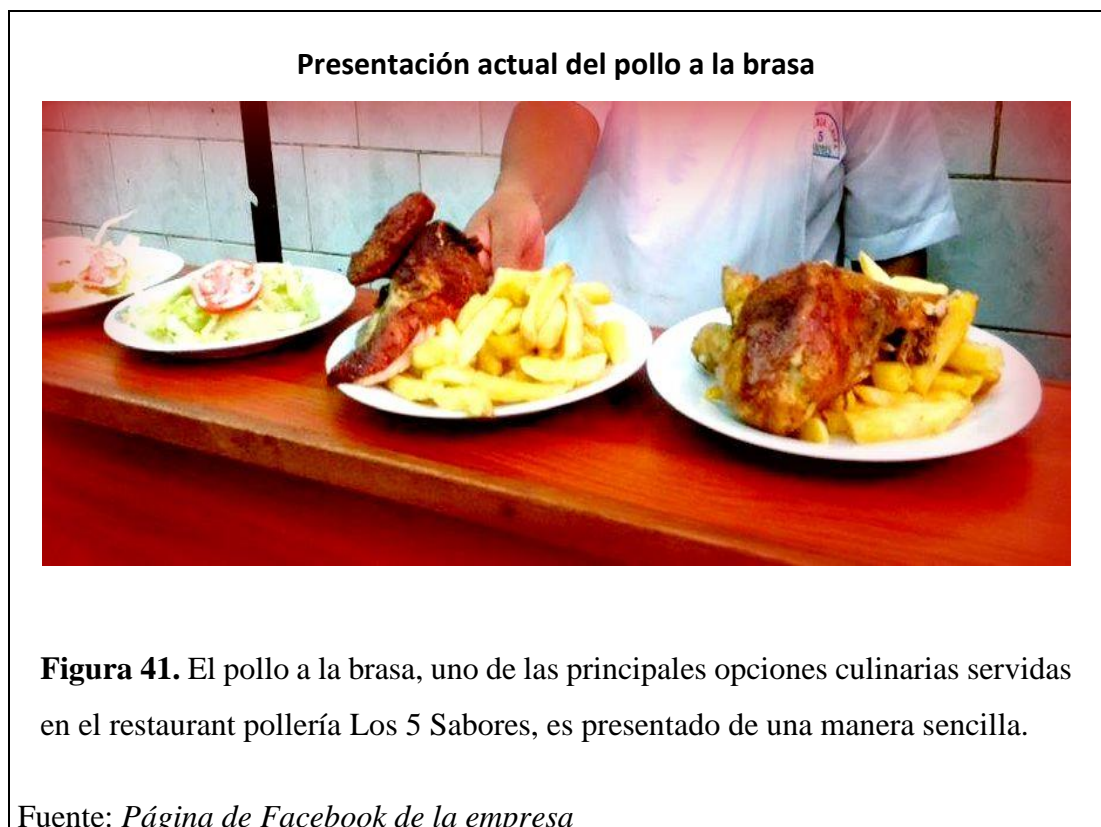 Presentación actual del pollo a la brasa
5
Figura 41. El pollo a la brasa, uno de las principales opciones culinarias servidas
en el restaurant pollería Los 5 Sabores, es presentado de una manera sencilla.
Fuente: Página de Facebook de la empresa